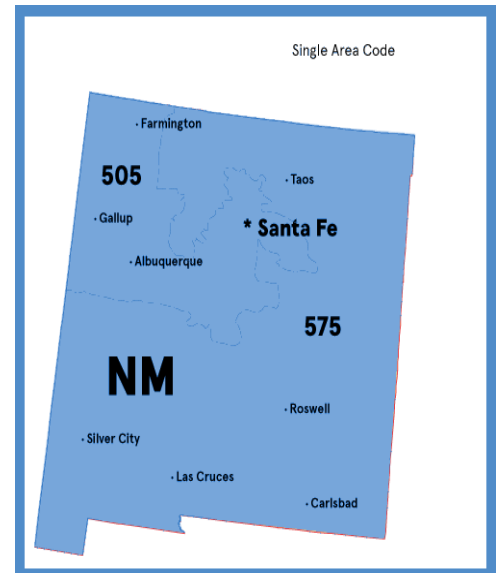 Single Area Code
· Farmington
505
· Taos
· Gallup
* Santa Fe
· Albuquerque
575
NM
· Roswell
· Silver City
· Las Cruces
· Carlsbad